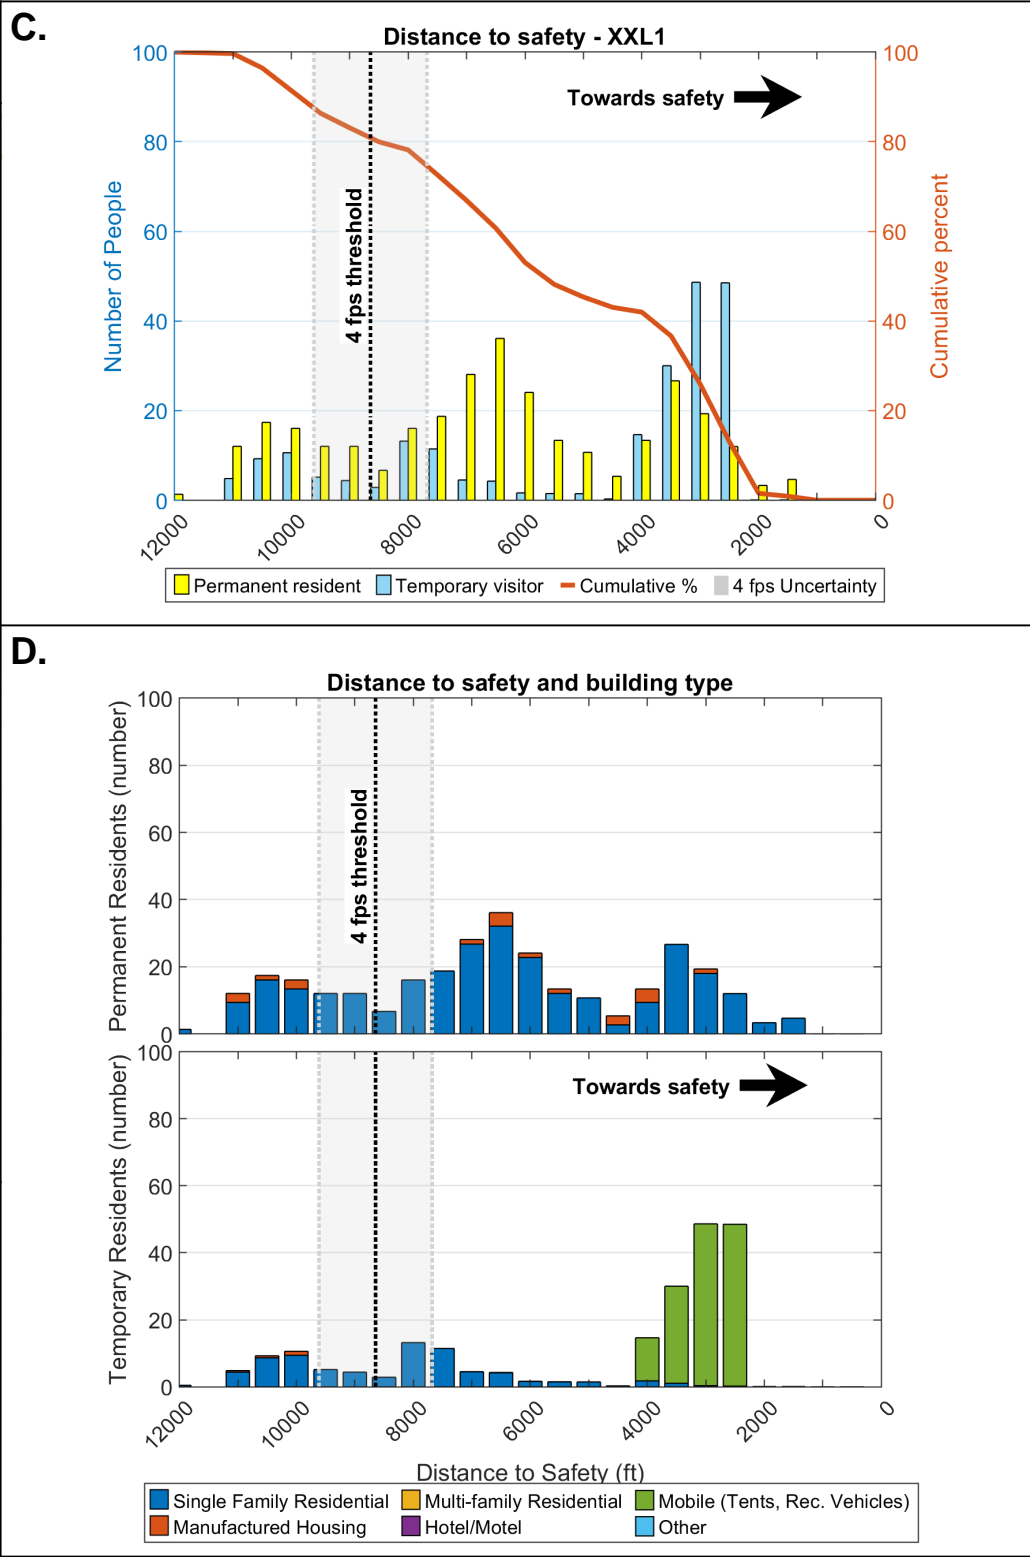 C.
Distance to safety - XXL1
100
80
60
40
20
0
Number of People
100
80
60
40
20
0
Cumulative percent
Towards safety
4 fps threshold
12000
10000
8000
6000
4000
2000
0
Permanent resident Temporary visitor Cumulative % 4 fps Uncertainty
D.
Distance to safety and building type
100
80
60
40
20
0
Permanent Residents (number)
4 fps threshold
100
80
60
40
20
0
Temporary Residents (number)
Towards safety
12000
10000
8000
6000
4000
2000
0
Distance to Safety (ft)
Single Family Residential Multi-family Residential Mobile (Tents, Rec. Vehicles)
Manufactured Housing Hotel/Motel Other